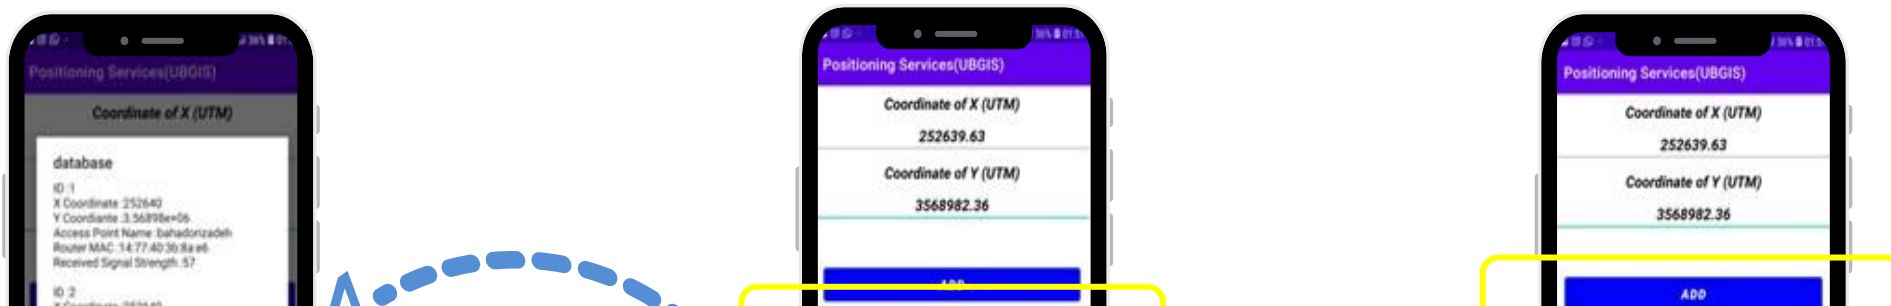 Positioning Services(UBGIS)
Coordinate of X (UTM)
database
ID :1
X Coordinate :252640
Y Coordiante :3.56898e+06
Access Point Name :bahadorizadeh
Router MAC :14:77:40:3b:8a:e6
Received Signal Strength :57
ID :2
X Coordinate :252640
Positioning Services(UBGIS)
Coordinate of X (UTM)
252639.63
Coordinate of Y (UTM)
3568982.36
ADD
Positioning Services(UBGIS)
Coordinate of X (UTM)
252639.63
Coordinate of Y (UTM)
3568982.36
ADD